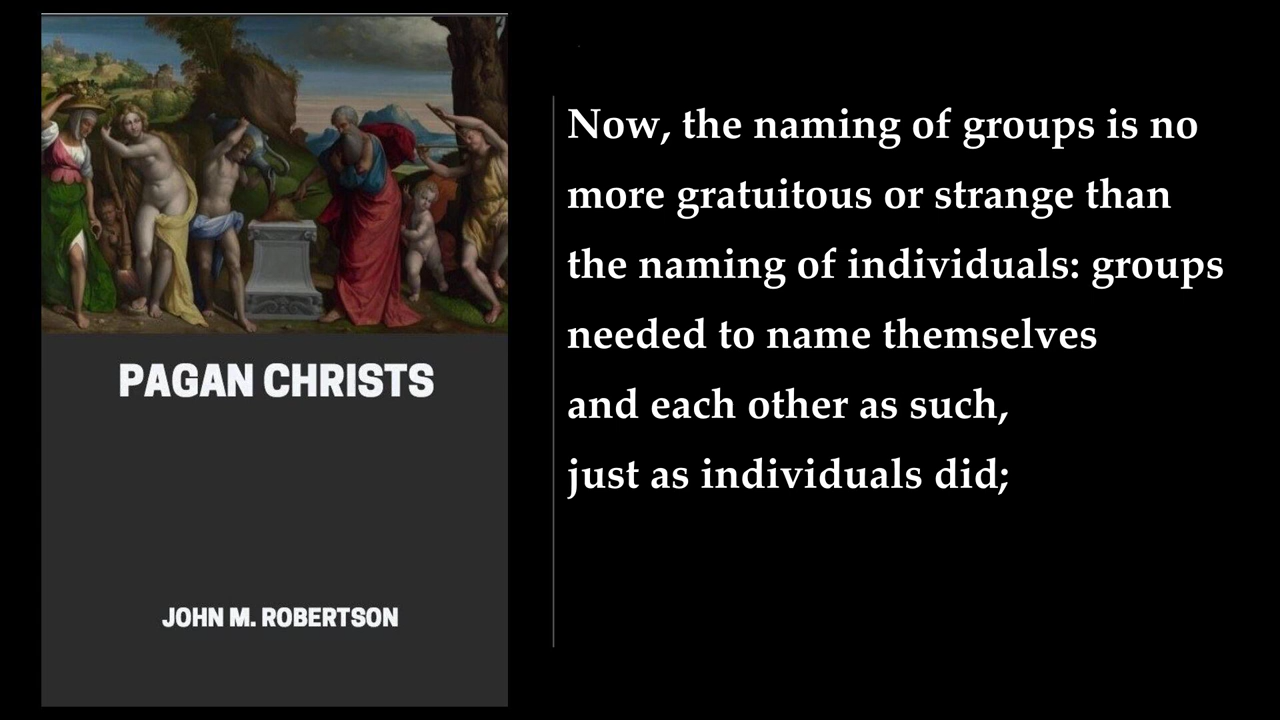 PAGAN CHRISTS
JOHN M. ROBERTSON
Now, the naming of groups is no
more gratuitous or strange than
the naming of individuals: groups
needed to name themselves
and each other as such,
just as individuals did;